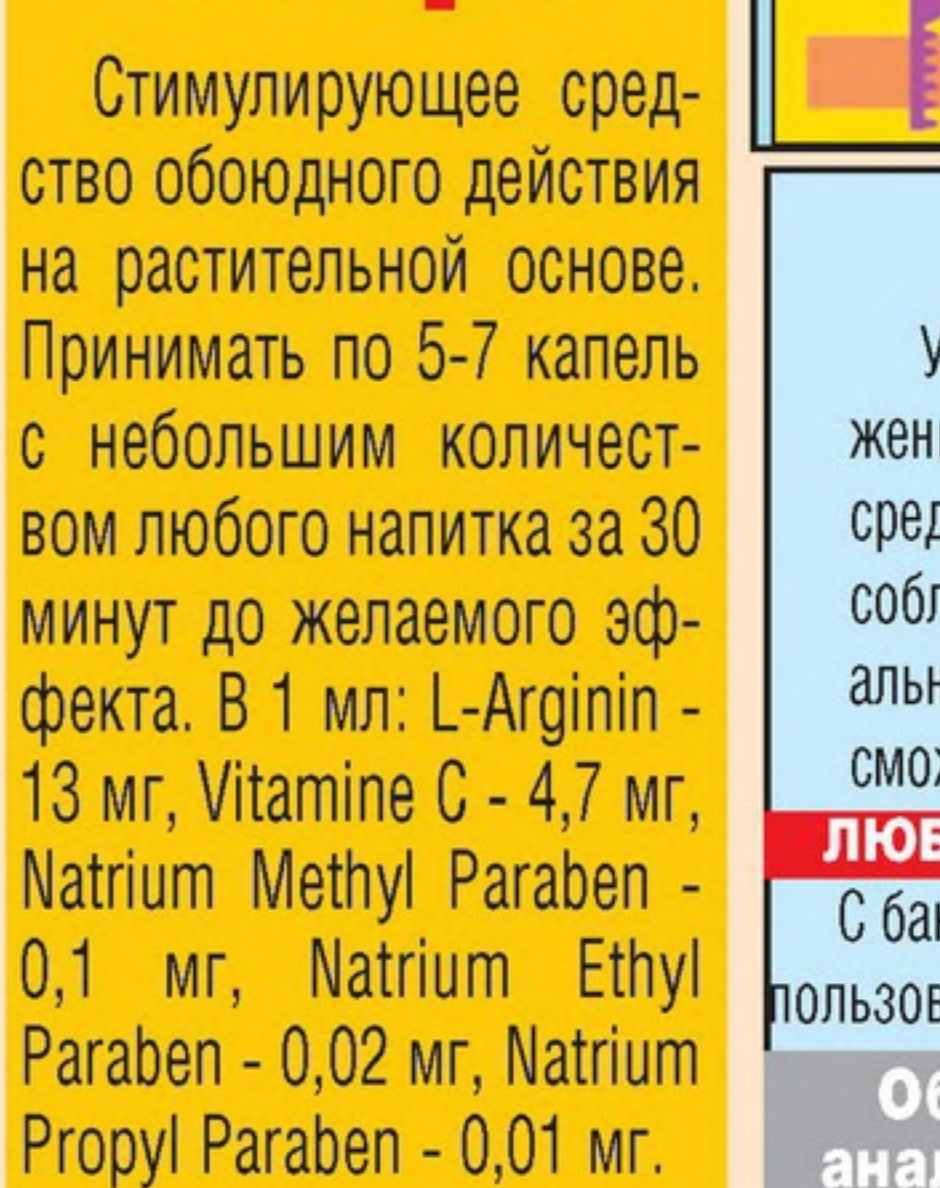 Стимулирующее сред-
ство обоюдного действия
на растительной основе.
Принимать по 5-7 капель
с небольшим количест-
вом любого напитка за 30
минут до желаемого эф-
фекта. В 1 мл: L-Arginin -
13 мг, Vitamine C - 4,7 мг,
Natrium Methyl Paraben -
0,1 мг, Natrium Ethyl
Paraben - 0,02 мг, Natrium
Propyl Paraben - 0,01 мг.